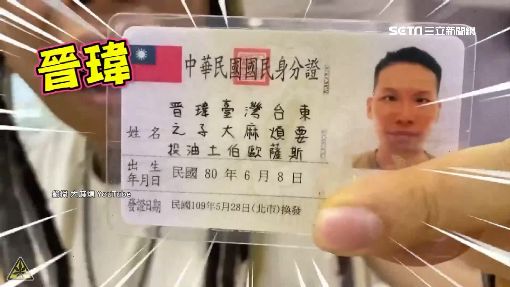 SETN 三立新聞網
晉瑋
中華民國國民身分證
姓名
晉瑋臺灣台東
之子大麻煩要
投油土伯歐薩斯
出生年月日 民國 80 年 6 月 8 日
發證日期 民國109年5月28日(北市)換發
YouTube